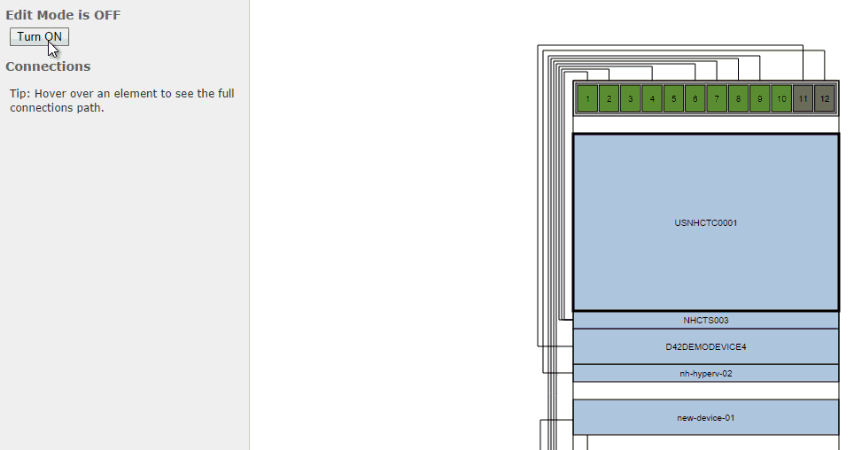 Edit Mode is OFF
Turn ON
Connections
Tip: Hover over an element to see the full
connections path.
1 2 3 4 5 6 7 8 9 10 11 12
USNHCTC0001
NHCTS003
D42DEMODEVICE4
nh-hyperv-02
new-device-01